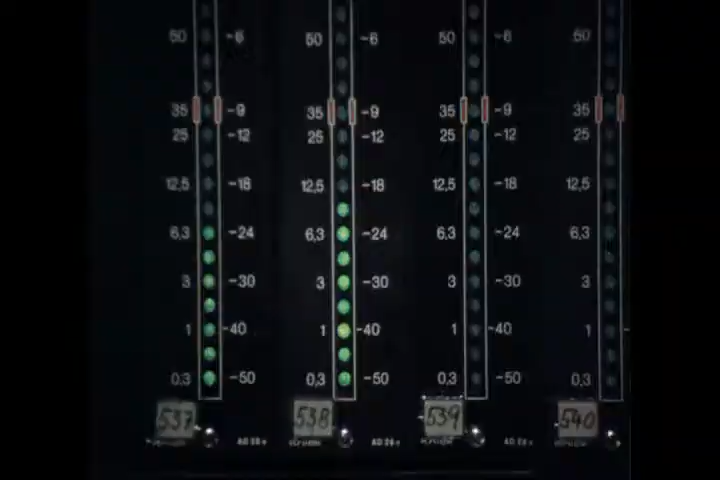 50 -6 50 -6 50 -6 50
35 -9 35 -9 35 -9 35
25 -12 25 -12 25 -12 25
12,5 -18 12,5 -18 12,5 -18 12,5
6,3 -24 6,3 -24 6,3 -24 6,3
3 -30 3 -30 3 -30 3
1 -40 1 -40 1 -40 1
0,3 -50 0,3 -50 0,3 -50 0,3
537 538 539 540